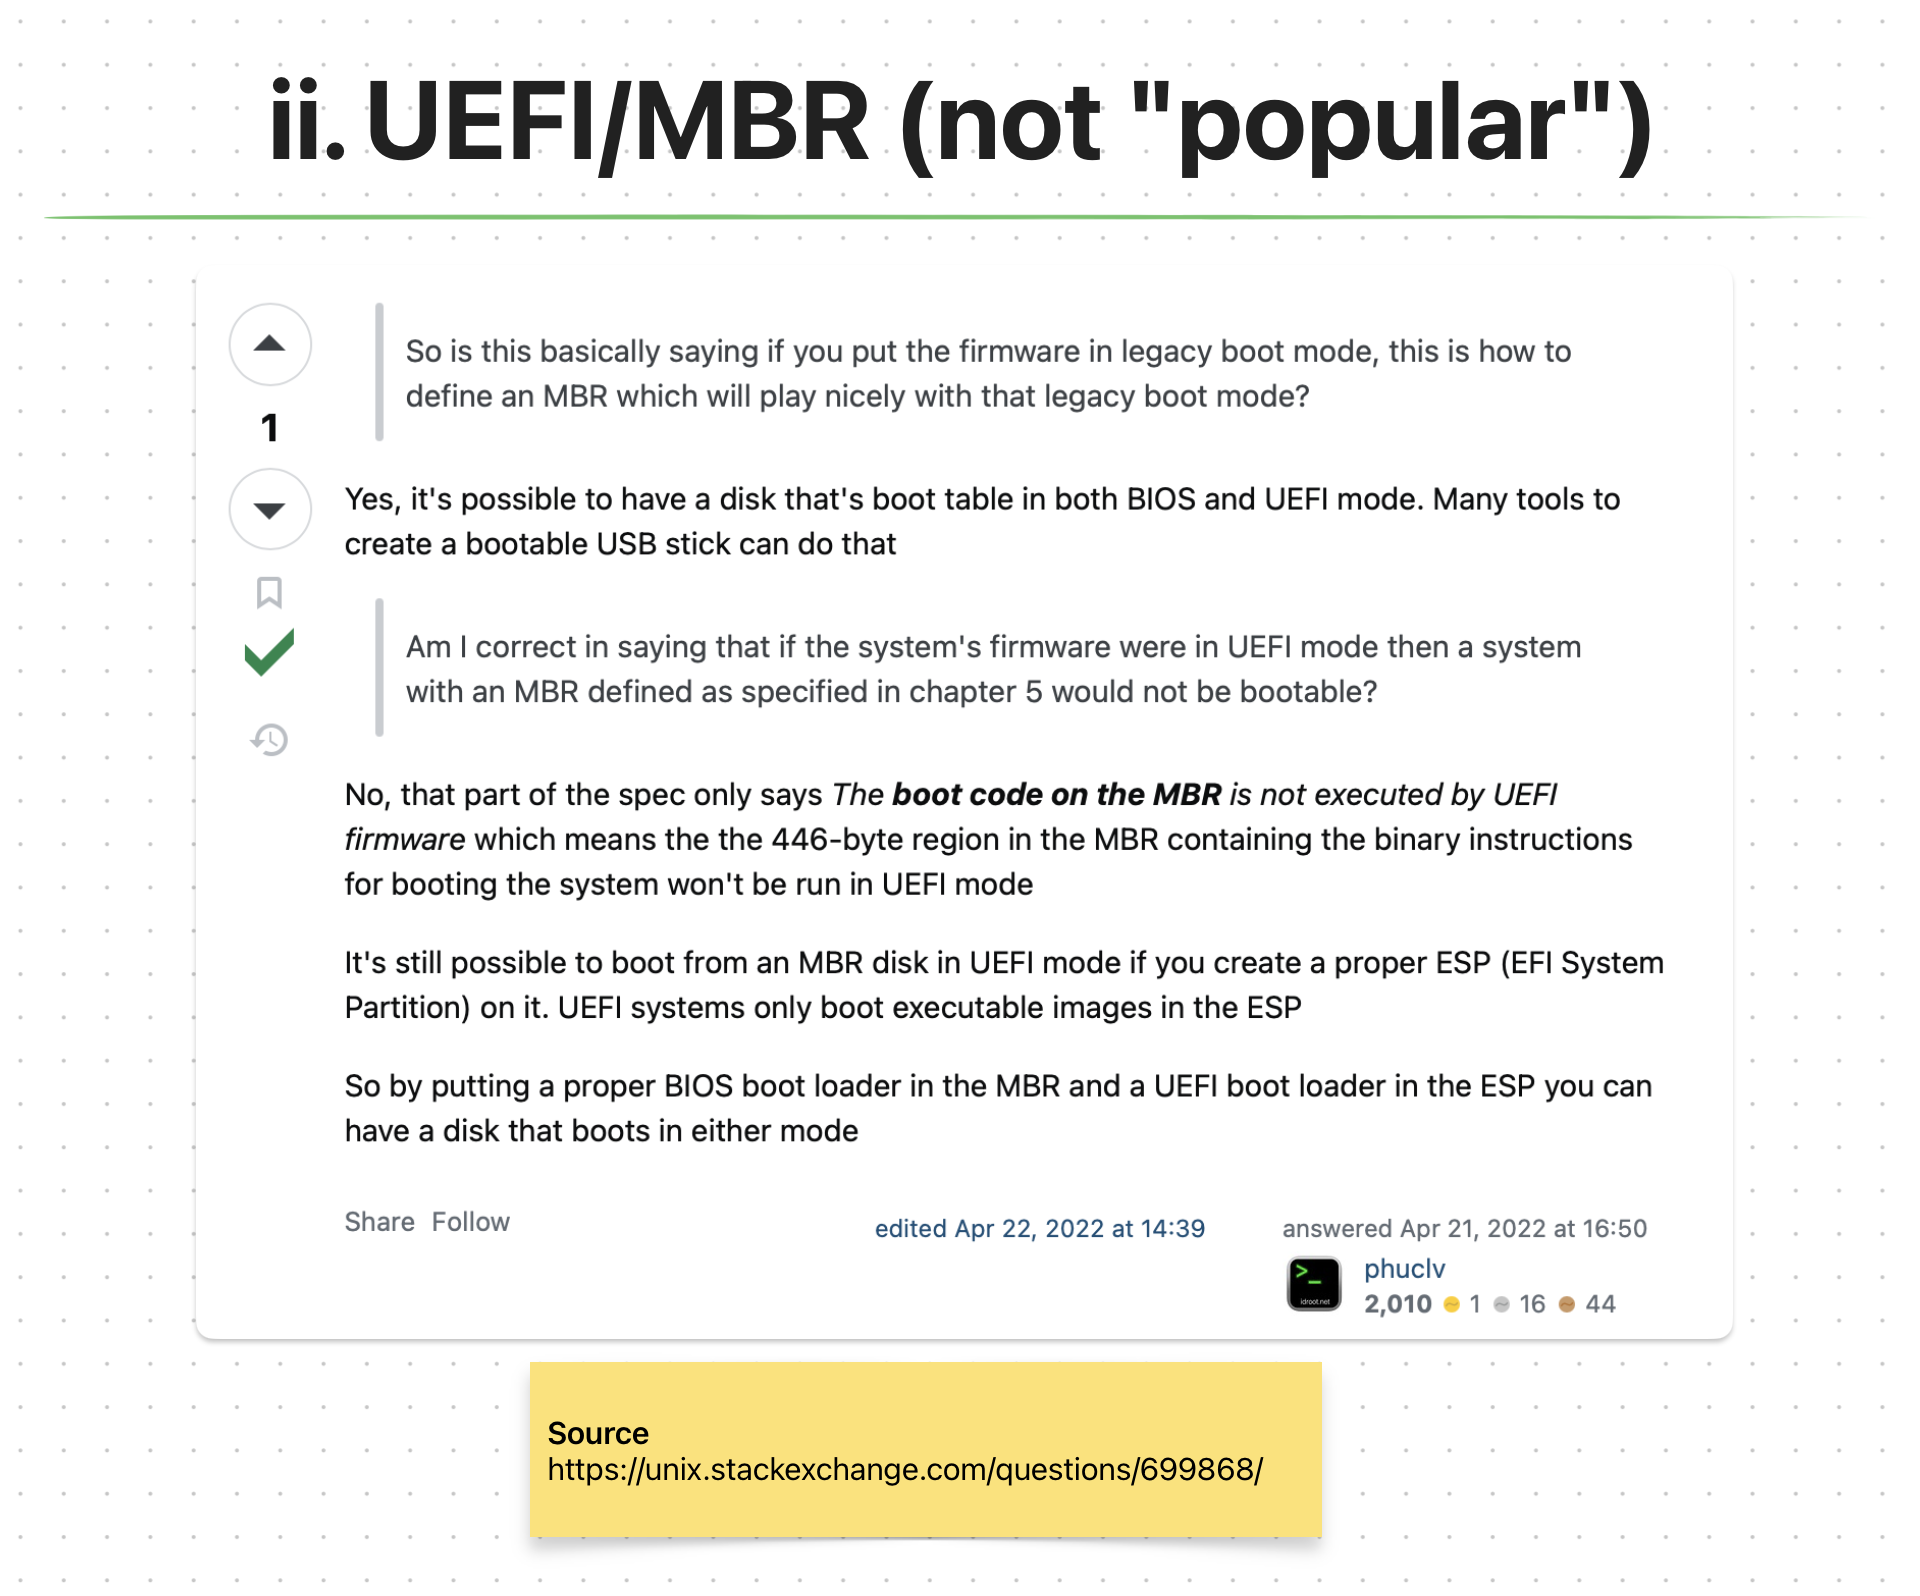 ii. UEFI/MBR (not "popular")
So is this basically saying if you put the firmware in legacy boot mode, this is how to
define an MBR which will play nicely with that legacy boot mode?
1
Yes, it's possible to have a disk that's boot table in both BIOS and UEFI mode. Many tools to
create a bootable USB stick can do that
Am I correct in saying that if the system's firmware were in UEFI mode then a system
with an MBR defined as specified in chapter 5 would not be bootable?
No, that part of the spec only says The boot code on the MBR is not executed by UEFI
firmware which means the the 446-byte region in the MBR containing the binary instructions
for booting the system won't be run in UEFI mode
It's still possible to boot from an MBR disk in UEFI mode if you create a proper ESP (EFI System
Partition) on it. UEFI systems only boot executable images in the ESP
So by putting a proper BIOS boot loader in the MBR and a UEFI boot loader in the ESP you can
have a disk that boots in either mode
Share Follow
edited Apr 22, 2022 at 14:39
answered Apr 21, 2022 at 16:50
>_
idroot.net
phuclv
2,010 1 16 44
Source
https://unix.stackexchange.com/questions/699868/